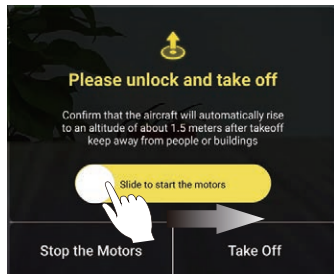 Please unlock and take off
Confirm that the aircraft will automatically rise
to an altitude of about 1.5 meters after takeoff
keep away from people or buildings
Slide to start the motors
Stop the Motors
Take Off